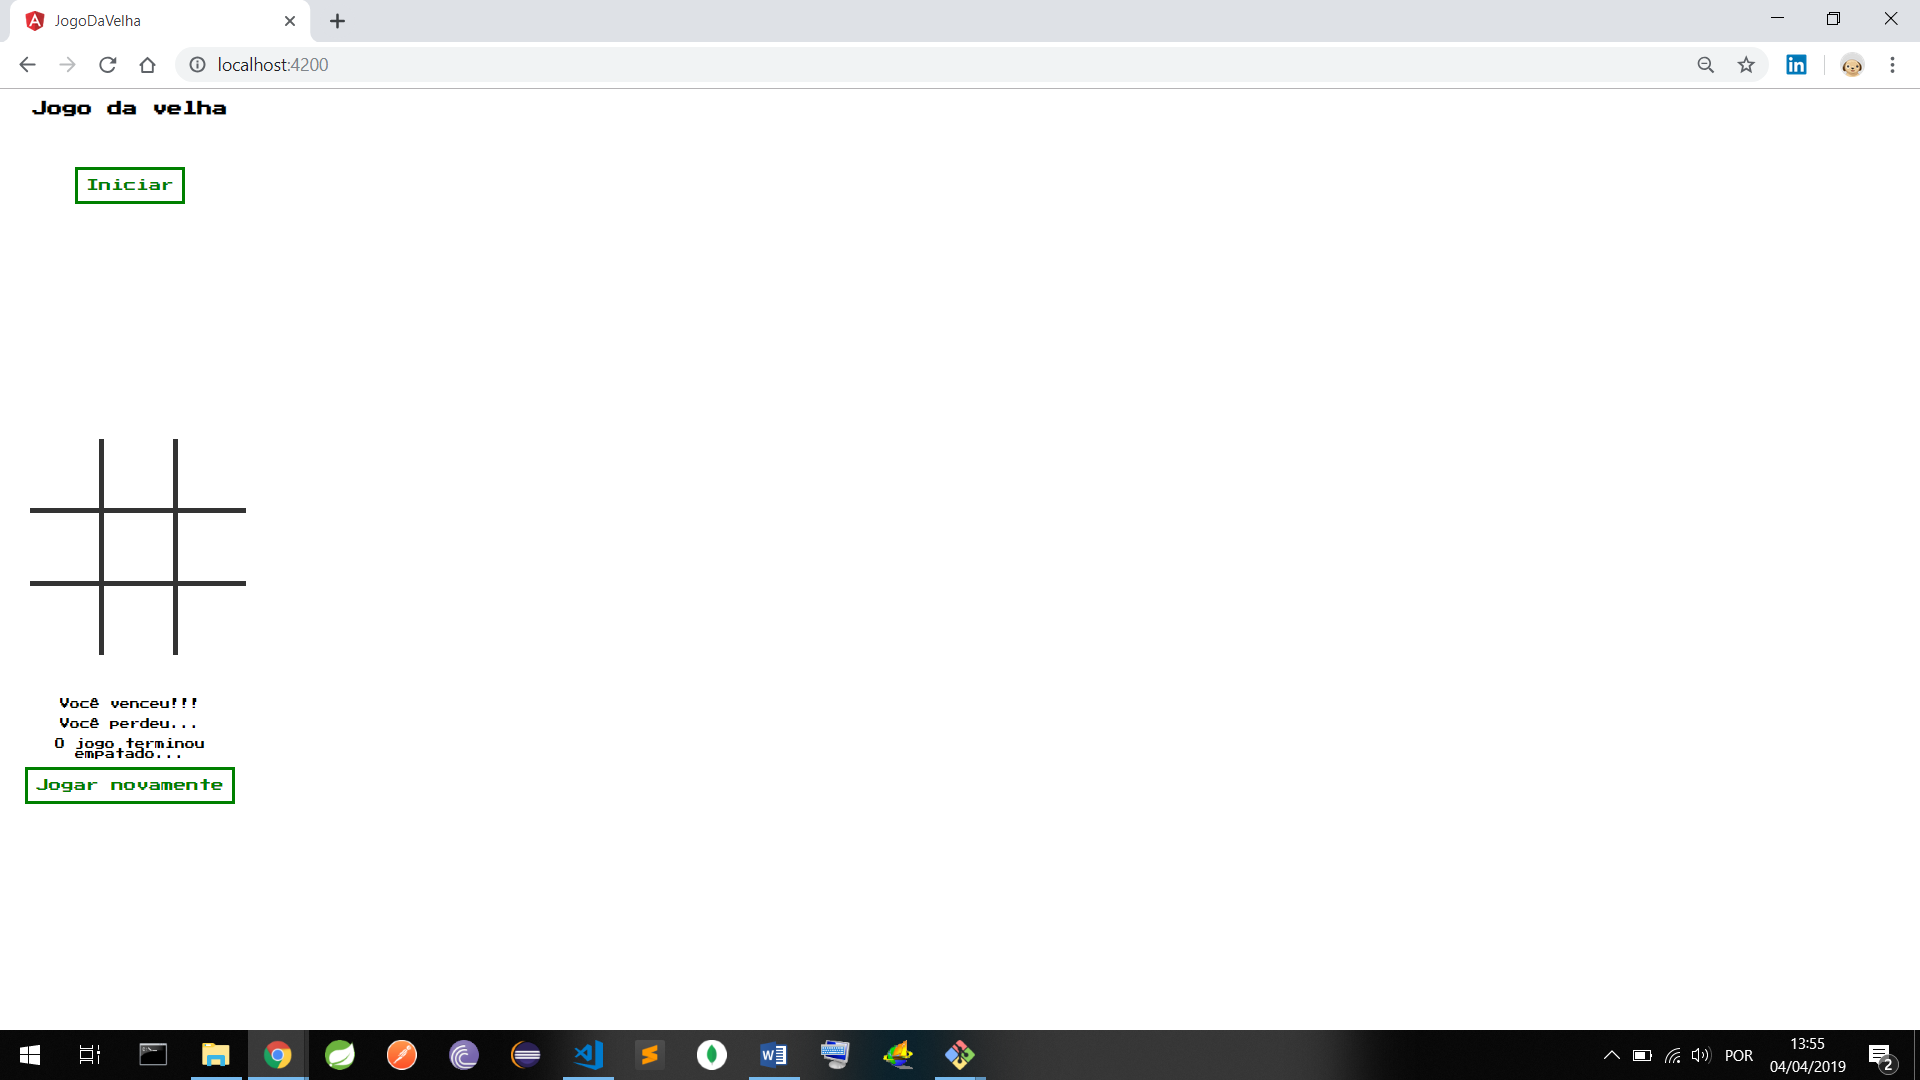 JogoDaVelha
localhost:4200
Jogo da velha
Iniciar
Você venceu!!!
Você perdeu...
O jogo terminou
empatado...
Jogar novamente
POR
13:55
04/04/2019
2